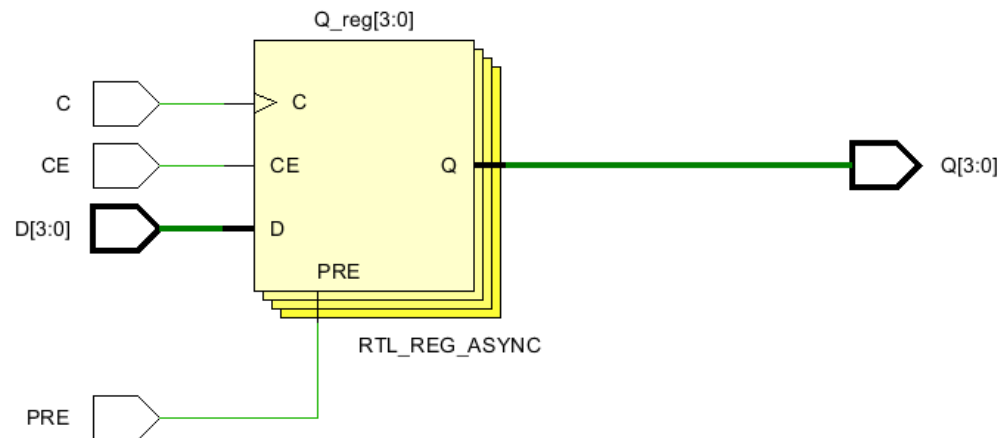 Q_reg[3:0]
C
C
CE
CE
Q
Q[3:0]
D[3:0]
D
PRE
RTL_REG_ASYNC
PRE